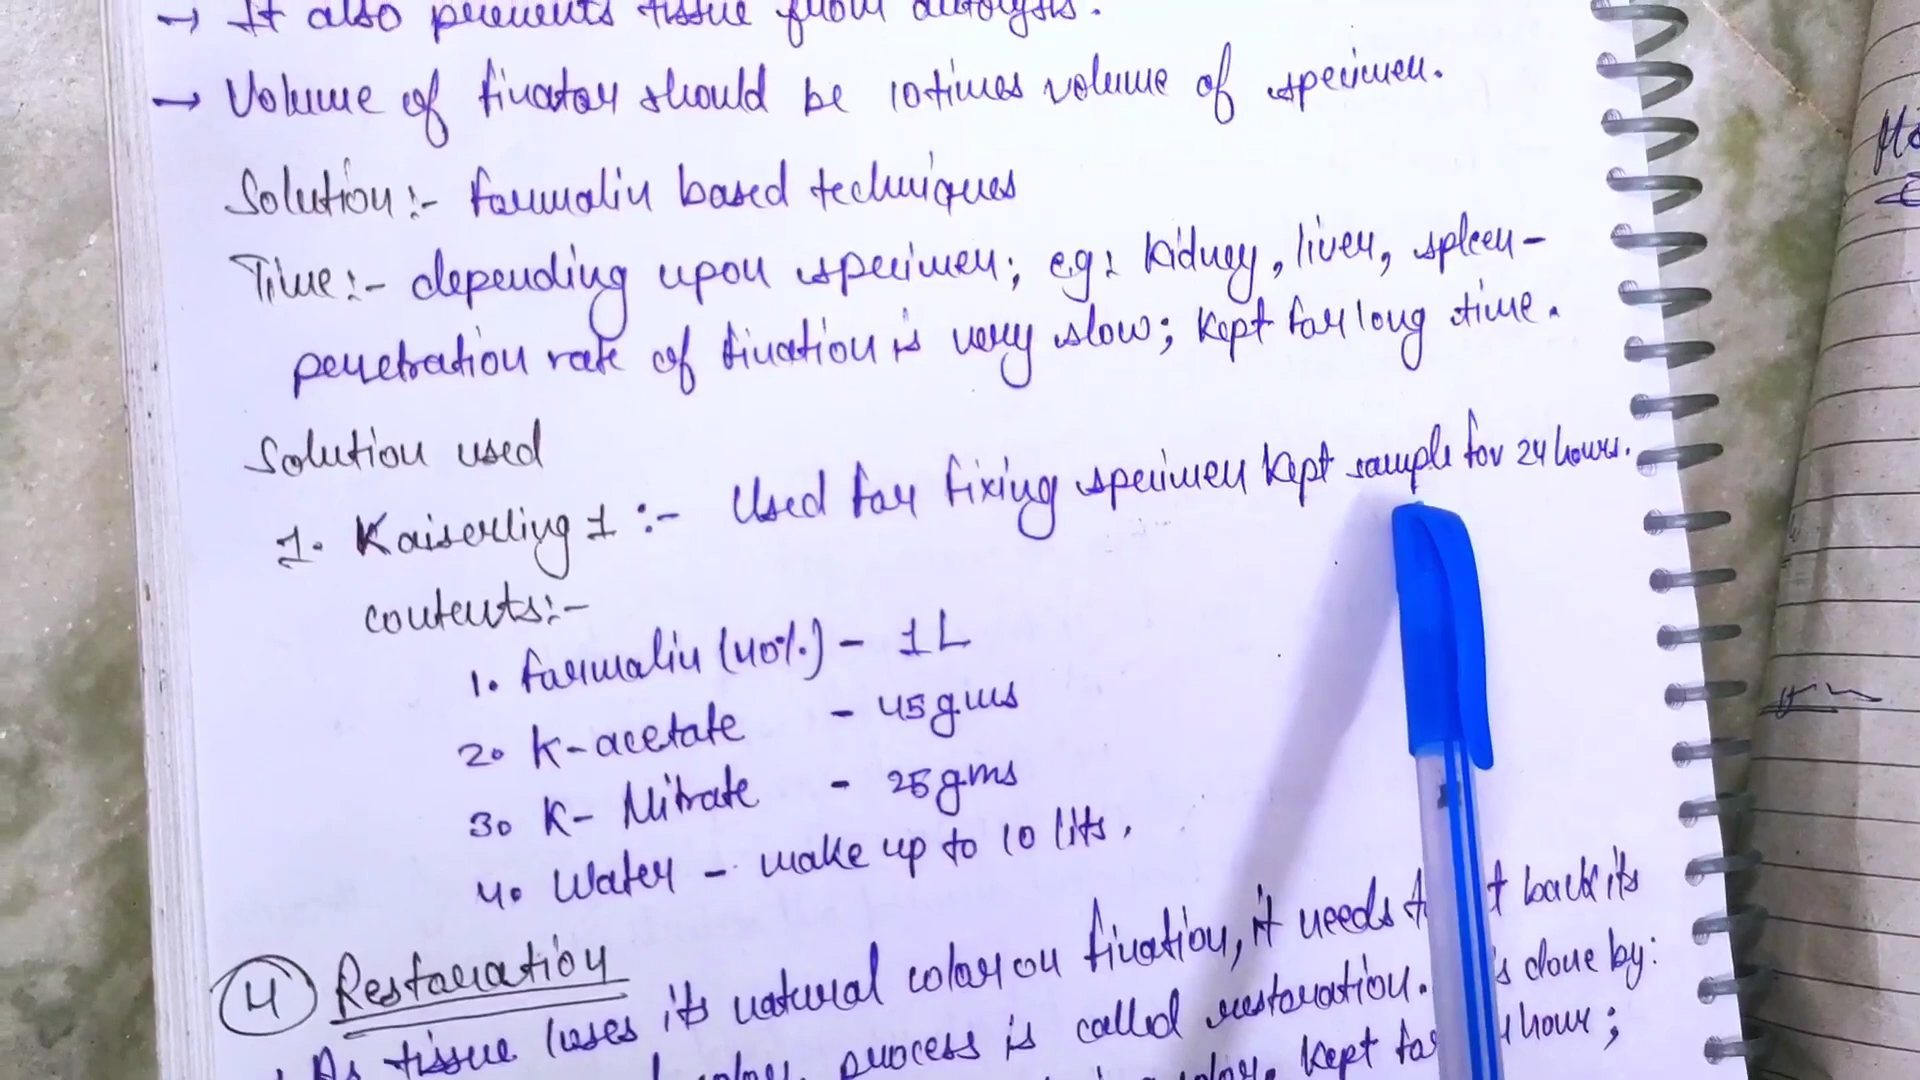 → It also prevents tissue from autolysis.
→ Volume of fixator should be 10 times volume of specimen.
Solution:- formalin based techniques
Time:- depending upon specimen; eg: kidney, liver, spleen-
penetration rate of fixation is very slow; kept for long time.
Solution used
1. Kaiserling 1 :- Used for fixing specimen kept sample for 24 hours.
contents:-
1. formalin (40%) - 1 L
2. K-acetate - 45 gms
3. K- Nitrate - 25 gms
4. Water - make up to 10 lits.
4 Restoration
As tissue loses its natural color on fixation, it needs back its
process is called restoration. done by:
kept hour;